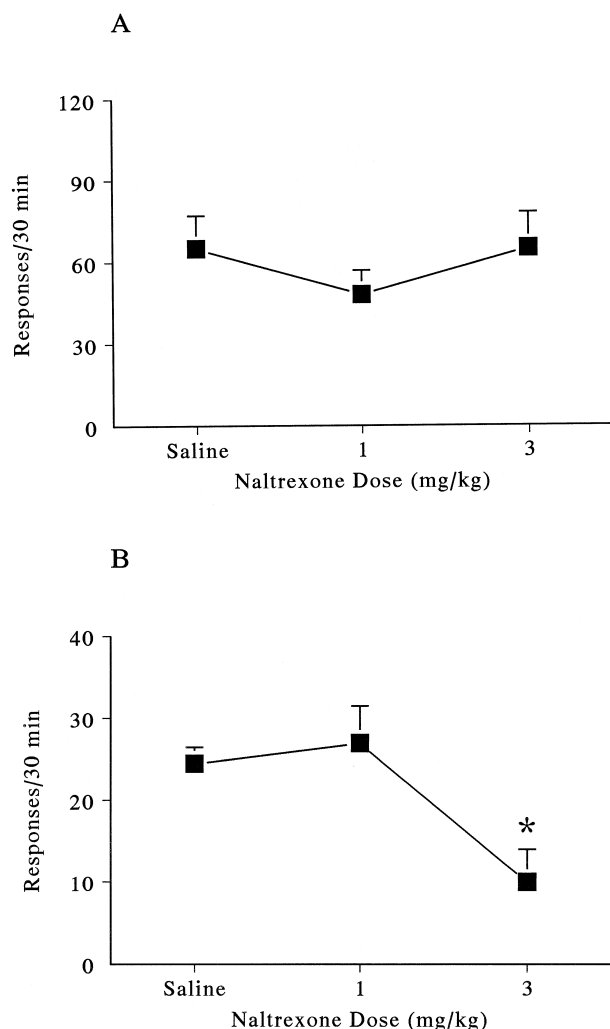 A
120
90
60
30
0
Responses/30 min
Saline 1 3
Naltrexone Dose (mg/kg)
B
40
30
20
10
0
Responses/30 min
*
Saline 1 3
Naltrexone Dose (mg/kg)